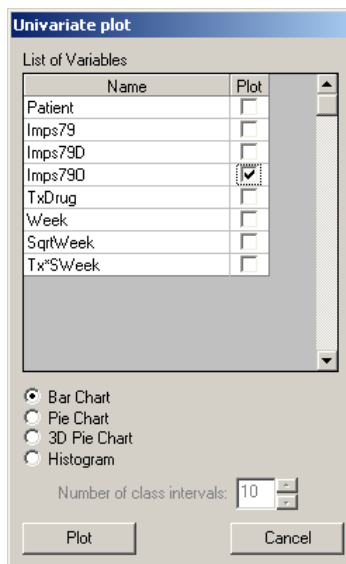 Univariate plot
List of Variables
Name Plot
Patient
Imps79
Imps79D
Imps79O
TxDrug
Week
SqrtWeek
Tx*SWeek
Bar Chart
Pie Chart
3D Pie Chart
Histogram
Number of class intervals: 10
Plot Cancel